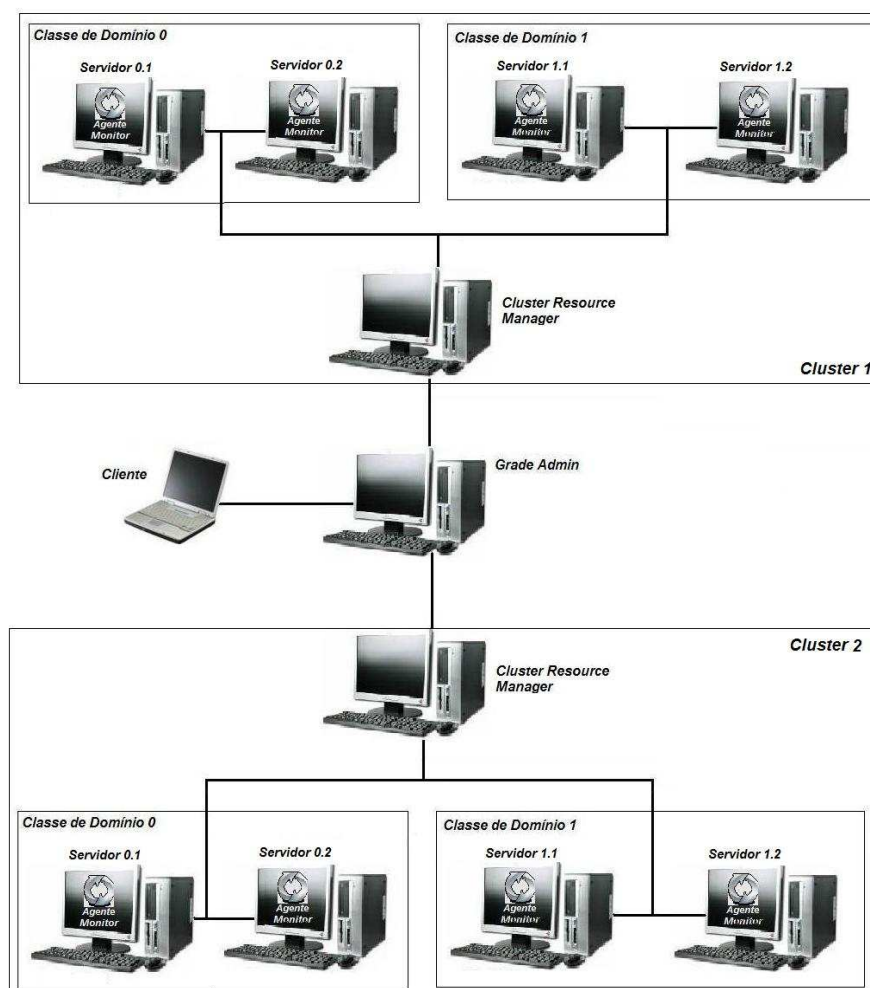 Classe de Domínio 0
Classe de Domínio 1
Servidor 0.1
Servidor 0.2
Servidor 1.1
Servidor 1.2
Agente
Monitor
Agente
Monitor
Agente
Monitor
Agente
Monitor
Cluster Resource
Manager
Cluster 1
Cliente
Grade Admin
Cluster 2
Cluster Resource
Manager
Classe de Domínio 0
Classe de Domínio 1
Servidor 0.1
Servidor 0.2
Servidor 1.1
Servidor 1.2
Agente
Monitor
Agente
Monitor
Agente
Monitor
Agente
Monitor